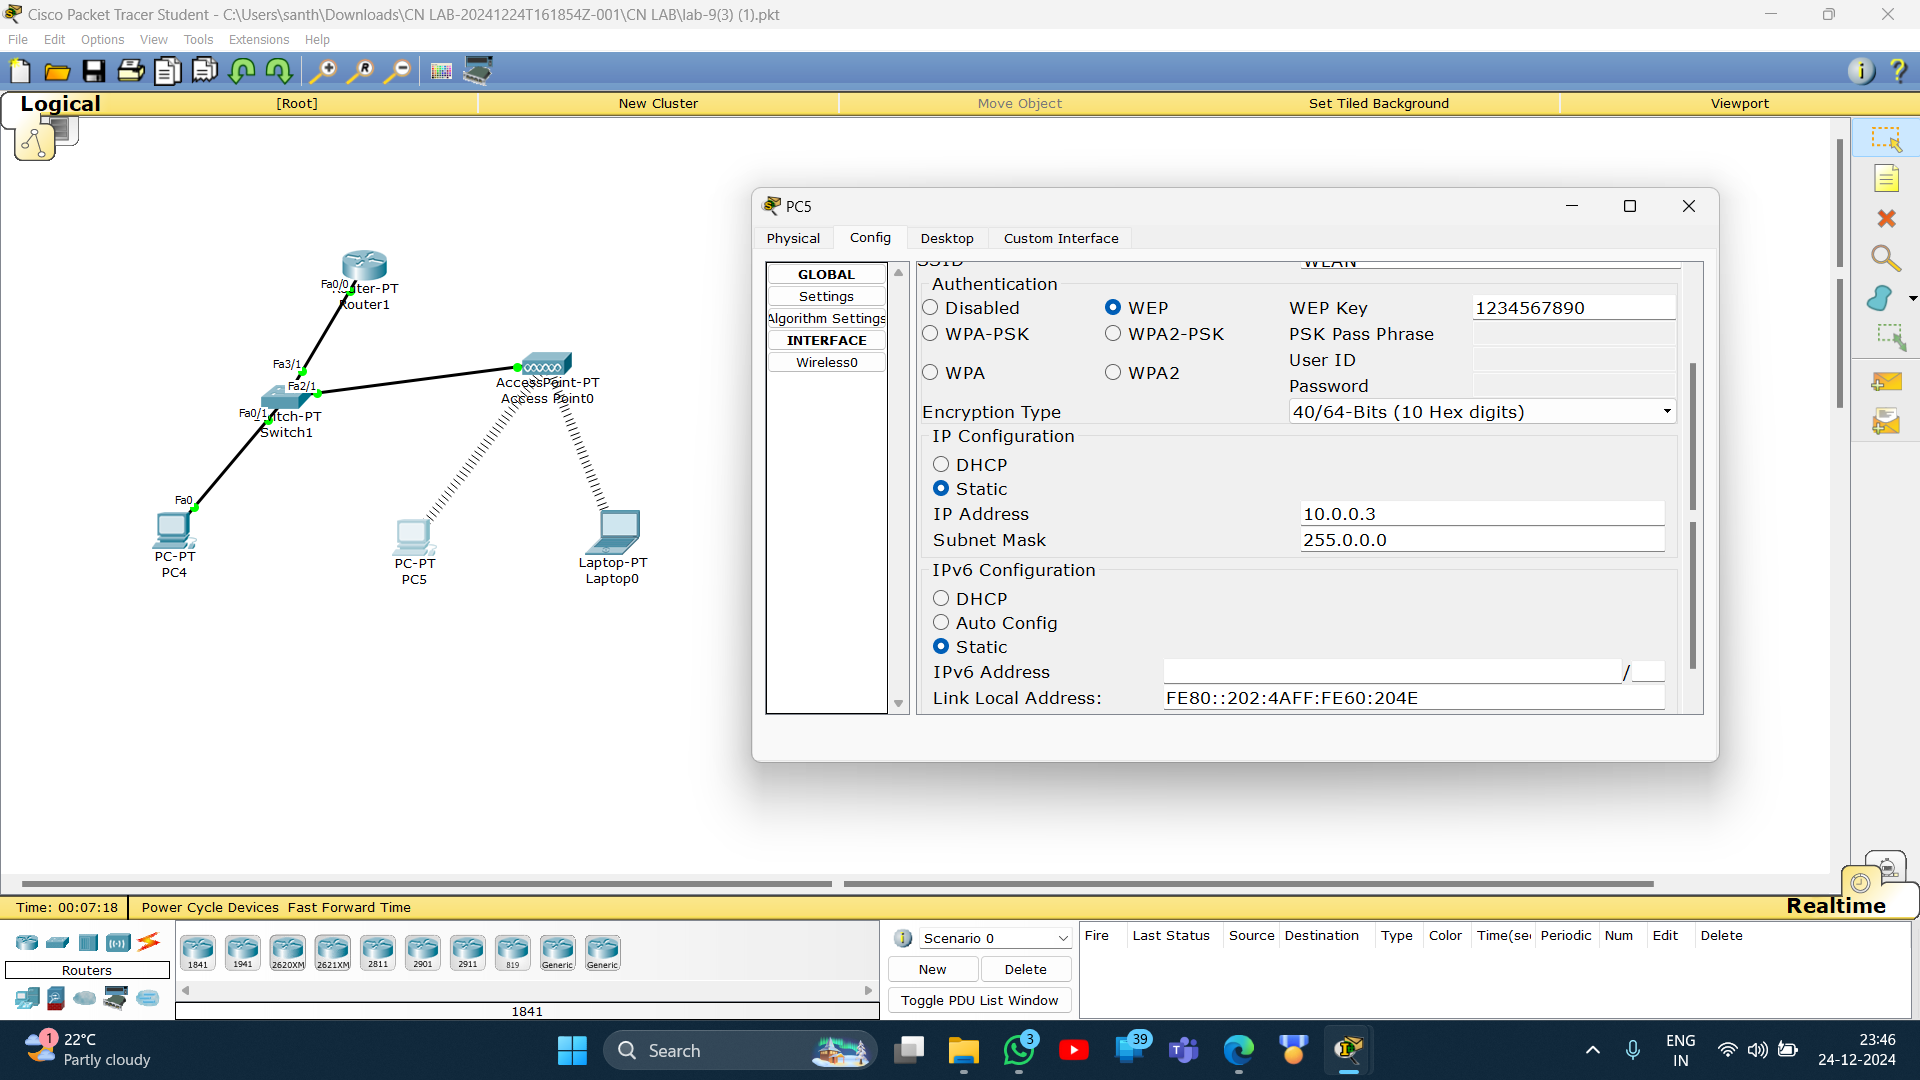 Cisco Packet Tracer Student - C:\Users\santh\Downloads\CN LAB-20241224T161854Z-001\CN LAB\lab-9(3) (1).pkt
File Edit Options View Tools Extensions Help
Logical [Root] New Cluster Move Object Set Tiled Background Viewport
PC5
Physical Config Desktop Custom Interface
GLOBAL
Settings
Algorithm Settings
INTERFACE
Wireless0
SSID WLAN
Authentication
Disabled WEP WEP Key 1234567890
WPA-PSK WPA2-PSK PSK Pass Phrase
User ID
WPA WPA2
Password
Encryption Type 40/64-Bits (10 Hex digits)
IP Configuration
DHCP
Static
IP Address 10.0.0.3
Subnet Mask 255.0.0.0
IPv6 Configuration
DHCP
Auto Config
Static
IPv6 Address /
Link Local Address: FE80::202:4AFF:FE60:204E
Fa0/0
Router-PT
Router1
Fa3/1
Fa2/1
Fa0/1
Switch-PT
Switch1
AccessPoint-PT
Access Point0
Fa0
PC-PT
PC4
PC-PT
PC5
Laptop-PT
Laptop0
Time: 00:07:18 Power Cycle Devices Fast Forward Time
Realtime
Routers
1841 1941 2620XM 2621XM 2811 2901 2911 819 Generic Generic
1841
Scenario 0
New Delete
Toggle PDU List Window
Fire Last Status Source Destination Type Color Time(sec Periodic Num Edit Delete
1
22°C
Partly cloudy
Search
3
39
ENG
IN
23:46
24-12-2024